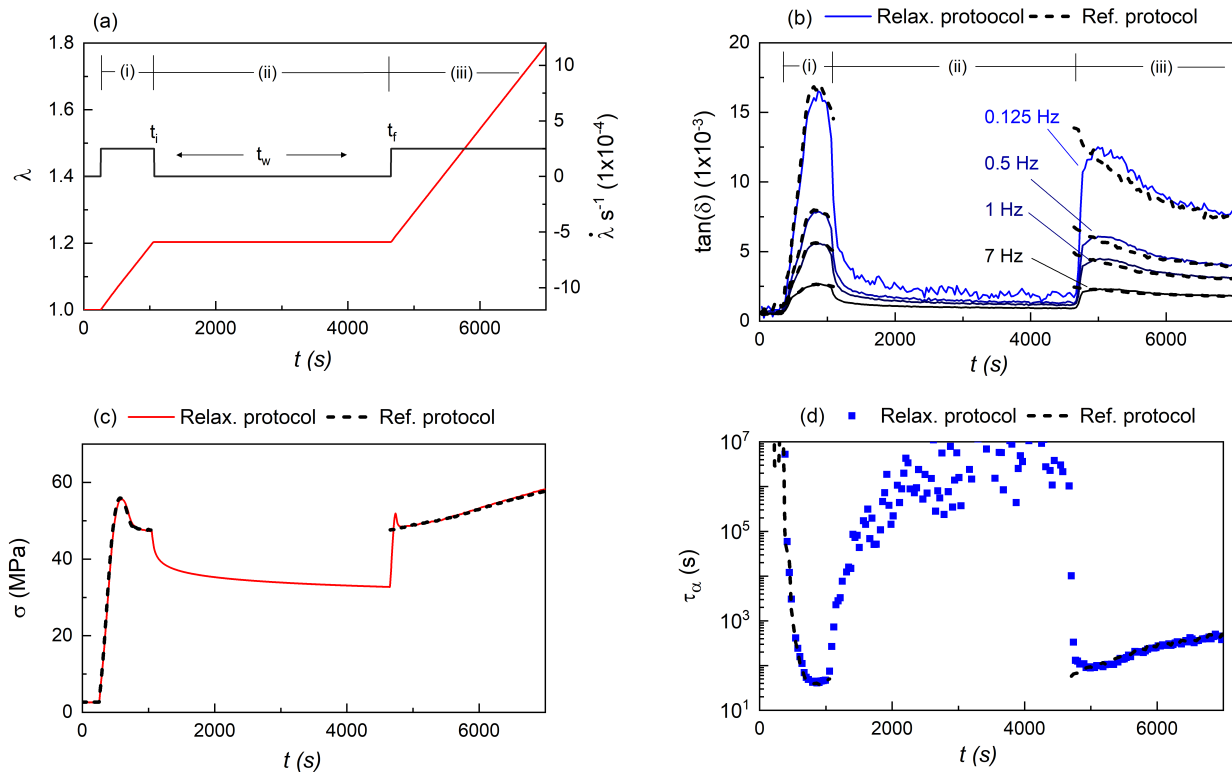 (a)
1.8
1.6
1.4
1.2
1.0
λ
(i)
(ii)
(iii)
t_i
t_w
t_f
10
5
0
-5
-10
λ̇ s⁻¹ (1x10⁻⁴)
0
2000
4000
6000
t (s)
(b)
Relax. protoocol
Ref. protocol
20
15
10
5
0
tan(δ) (1x10⁻³)
(i)
(ii)
(iii)
0.125 Hz
0.5 Hz
1 Hz
7 Hz
0
2000
4000
6000
t (s)
(c)
Relax. protocol
Ref. protocol
60
40
20
0
σ (MPa)
0
2000
4000
6000
t (s)
(d)
Relax. protocol
Ref. protocol
10⁷
10⁵
10³
10¹
τ_α (s)
0
2000
4000
6000
t (s)